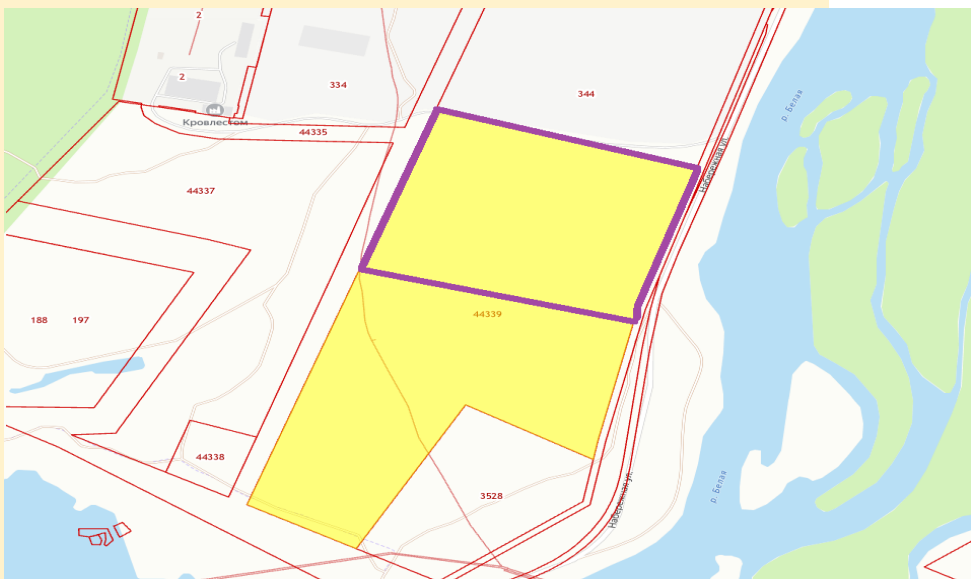 2
2
334
344
р. Белая
Кровлестом
44335
Набережная ул.
44337
44339
188
197
44338
3528
Набережная ул.
р. Белая